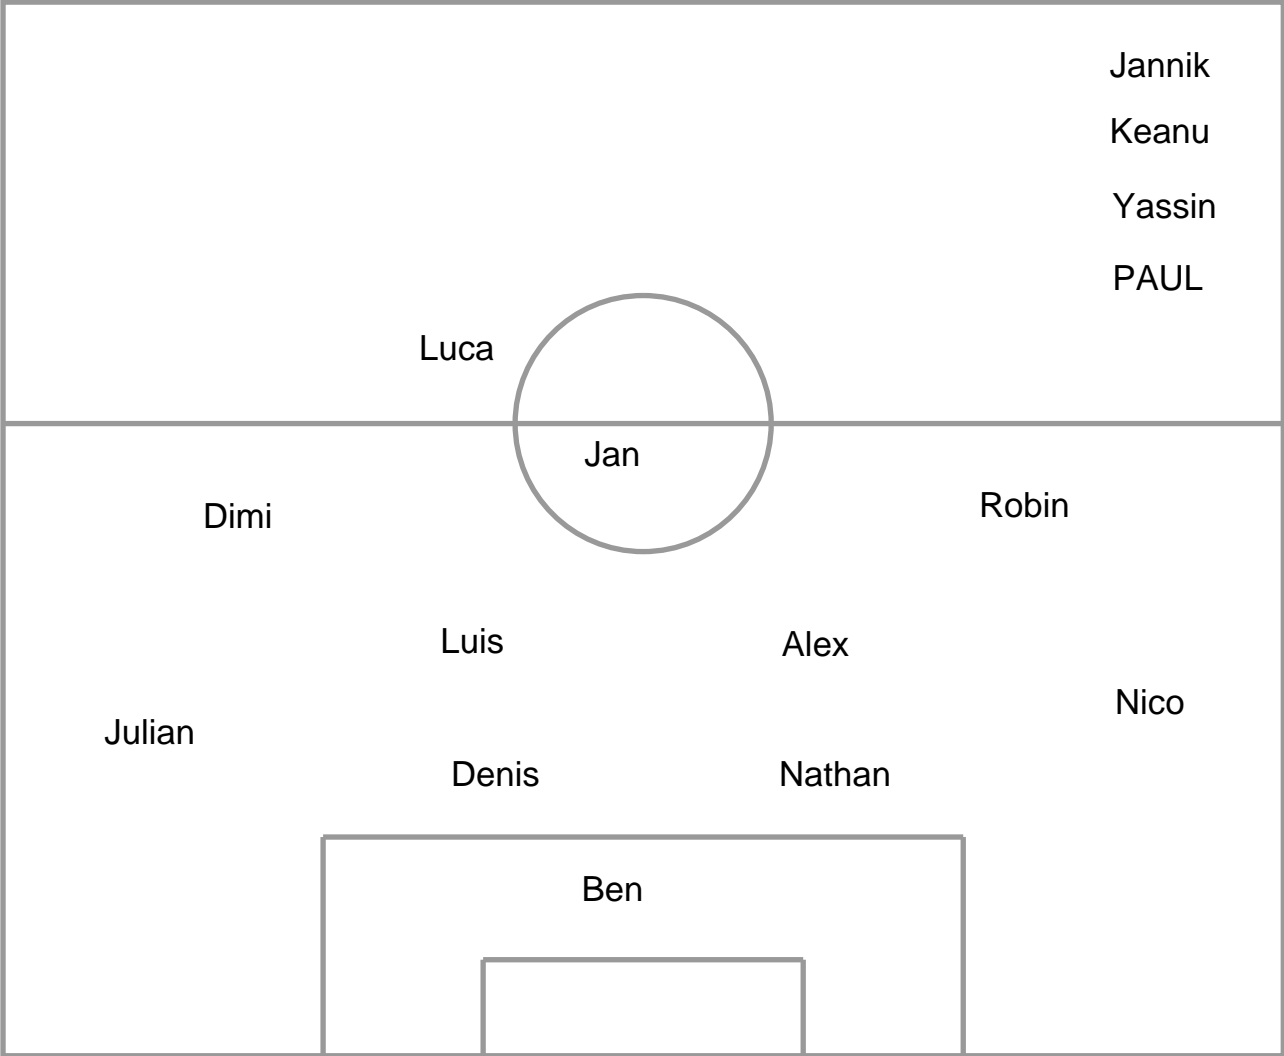 Jannik
Keanu
Yassin
PAUL
Luca
Jan
Robin
Dimi
Luis
Alex
Nico
Julian
Denis
Nathan
Ben